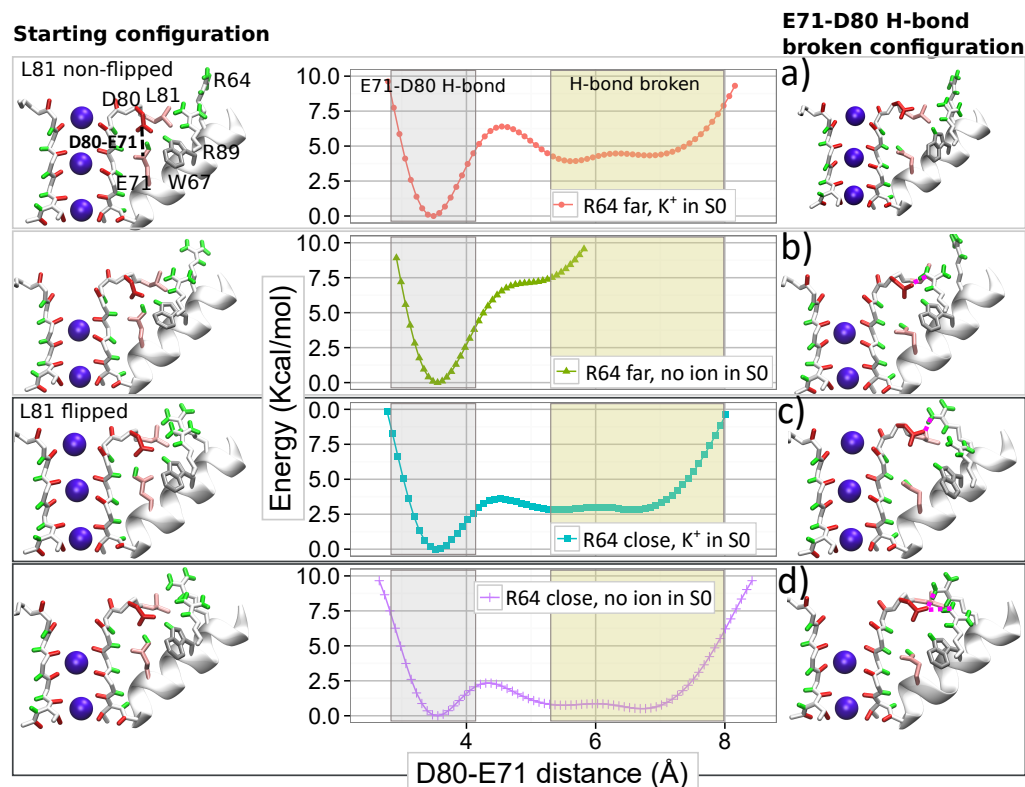 Starting configuration
E71-D80 H-bond
broken configuration
L81 non-flipped
D80
L81
R64
D80-E71
R89
E71
W67
10.0
7.5
5.0
2.5
0.0
E71-D80 H-bond
H-bond broken
R64 far, K⁺ in S0
a)
10.0
7.5
5.0
2.5
0.0
R64 far, no ion in S0
b)
L81 flipped
0.0
7.5
5.0
2.5
0.0
R64 close, K⁺ in S0
c)
10.0
7.5
5.0
2.5
0.0
R64 close, no ion in S0
d)
Energy (Kcal/mol)
4
6
8
D80-E71 distance (Å)